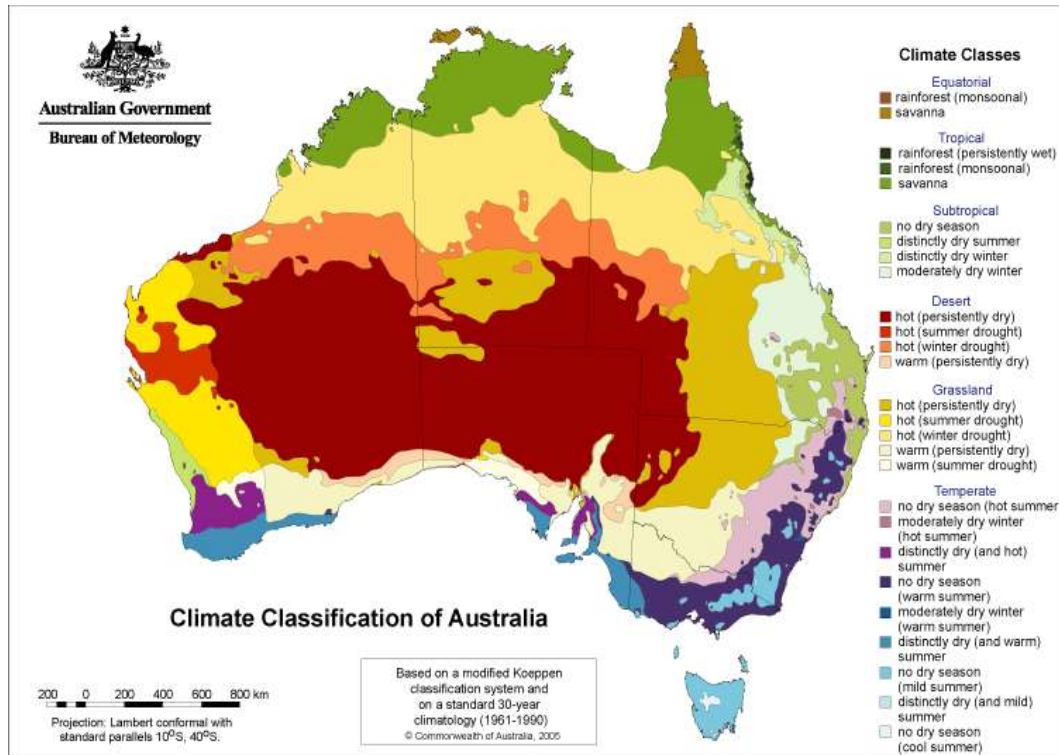 Australian Government
Bureau of Meteorology
Climate Classes
Equatorial
rainforest (monsoonal)
savanna
Tropical
rainforest (persistently wet)
rainforest (monsoonal)
savanna
Subtropical
no dry season
distinctly dry summer
distinctly dry winter
moderately dry winter
Desert
hot (persistently dry)
hot (summer drought)
hot (winter drought)
warm (persistently dry)
Grassland
hot (persistently dry)
hot (summer drought)
hot (winter drought)
warm (persistently dry)
warm (summer drought)
Temperate
no dry season (hot summer
moderately dry winter
(hot summer)
distinctly dry (and hot)
summer
no dry season
(warm summer)
moderately dry winter
(warm summer)
distinctly dry (and warm)
summer
no dry season
(mild summer)
distinctly dry (and mild)
summer
no dry season
(cool summer)
Climate Classification of Australia
Based on a modified Koeppen
classification system and
on a standard 30-year
climatology (1961-1990)
© Commonwealth of Australia, 2005
200 0 200 400 600 800 km
Projection: Lambert conformal with
standard parallels 10ºS, 40ºS.